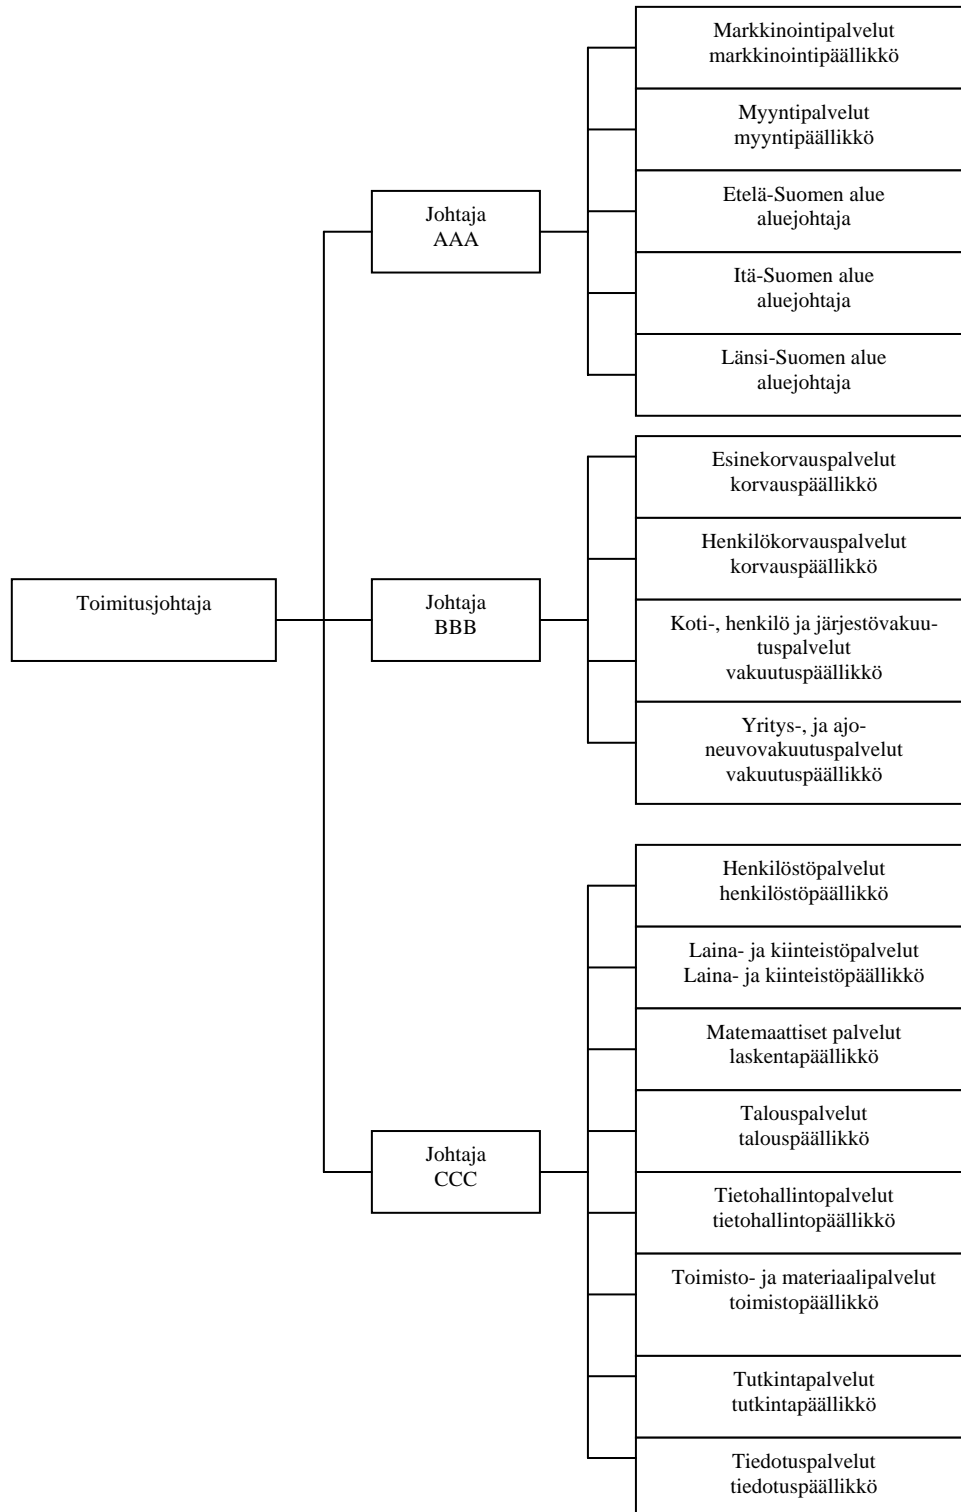 Toimitusjohtaja
Johtaja
AAA
Markkinointipalvelut
markkinointipäällikkö
Myyntipalvelut
myyntipäällikkö
Etelä-Suomen alue
aluejohtaja
Itä-Suomen alue
aluejohtaja
Länsi-Suomen alue
aluejohtaja
Johtaja
BBB
Esinekorvauspalvelut
korvauspäällikkö
Henkilökorvauspalvelut
korvauspäällikkö
Koti-, henkilö ja järjestövakuu-
tuspalvelut
vakuutuspäällikkö
Yritys-, ja ajo-
neuvovakuutuspalvelut
vakuutuspäällikkö
Johtaja
CCC
Henkilöstöpalvelut
henkilöstöpäällikkö
Laina- ja kiinteistöpalvelut
Laina- ja kiinteistöpäällikkö
Matemaattiset palvelut
laskentapäällikkö
Talouspalvelut
talouspäällikkö
Tietohallintopalvelut
tietohallintopäällikkö
Toimisto- ja materiaalipalvelut
toimistopäällikkö
Tutkintapalvelut
tutkintapäällikkö
Tiedotuspalvelut
tiedotuspäällikkö